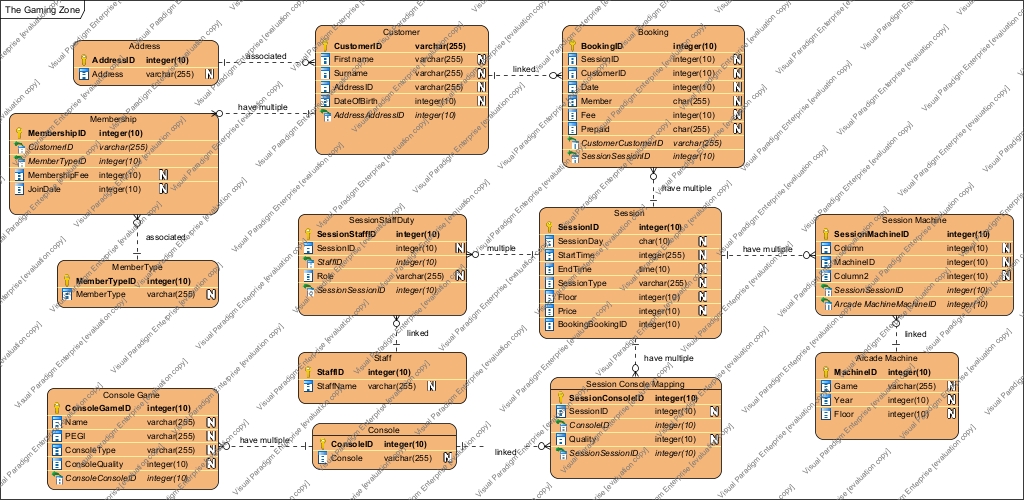 The Gaming Zone
Address
AddressID integer(10)
Address varchar(255) N
associated
Customer
CustomerID varchar(255)
First name varchar(255) N
Surname varchar(255) N
AddressID varchar(255) N
DateOfBirth integer(10) N
AddressAddressID integer(10)
linked
Booking
BookingID integer(10)
SessionID integer(10) N
CustomerID integer(10) N
Date integer(10) N
Member char(255) N
Fee integer(10) N
Prepaid char(255) N
CustomerCustomerID varchar(255)
SessionSessionID integer(10)
have multiple
Membership
MembershipID integer(10)
CustomerID varchar(255)
MemberTypeID integer(10)
MembershipFee integer(10) N
JoinDate integer(10) N
associated
MemberType
MemberTypeID integer(10)
MemberType varchar(255) N
SessionStaffDuty
SessionStaffID integer(10)
SessionID integer(10) N
StaffID integer(10)
Role varchar(255) N
SessionSessionID integer(10)
multiple
have multiple
Session
SessionID integer(10)
SessionDay char(10) N
StartTime integer(255) N
EndTime time(10) N
SessionType varchar(255) N
Floor integer(10) N
Price integer(10) N
BookingBookingID integer(10)
have multiple
Session Machine
SessionMachineID integer(10)
Column integer(10) N
MachineID integer(10) N
Column2 integer(10) N
SessionSessionID integer(10)
Arcade MachineMachineID integer(10)
linked
Staff
StaffID integer(10)
StaffName varchar(255) N
have multiple
linked
Arcade Machine
MachineID integer(10)
Game varchar(255) N
Year integer(10) N
Floor integer(10) N
Console Game
ConsoleGameID integer(10)
Name varchar(255) N
PEGI varchar(255) N
ConsoleType varchar(255) N
ConsoleQuality integer(10) N
ConsoleConsoleID integer(10)
have multiple
Console
ConsoleID integer(10)
Console varchar(255) N
linked
Session Console Mapping
SessionConsoleID integer(10)
SessionID integer(10) N
ConsoleID integer(10)
Quality integer(10) N
SessionSessionID integer(10)
Visual Paradigm Enterprise [evaluation copy]